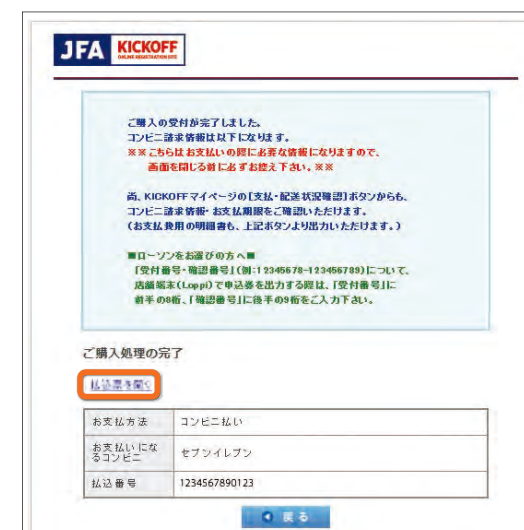 JFA KICKOFF
ONLINE REGISTRATION SITE
ご購入の受付が完了しました。
コンビニ請求情報は以下になります。
※※こちらはお支払いの際に必要な情報になりますので、
画面を閉じる前に必ずお控え下さい。※※
尚、KICKOFFマイページの［支払・配送状況確認］ボタンからも、
コンビニ請求情報・お支払期限をご確認いただけます。
(お支払費用の明細書も、上記ボタンより出力いただけます。)
■ローソンをお選びの方へ■
「受付番号・確認番号」(例:12345678-123456789)について、
店舗端末(Loppi)で申込券を出力する際は、「受付番号」に
前半の8桁、「確認番号」に後半の9桁をご入力下さい。
ご購入処理の完了
払込票を開く
お支払方法 コンビニ払い
お支払いにな
るコンビニ セブンイレブン
払込番号 1234567890123
戻る